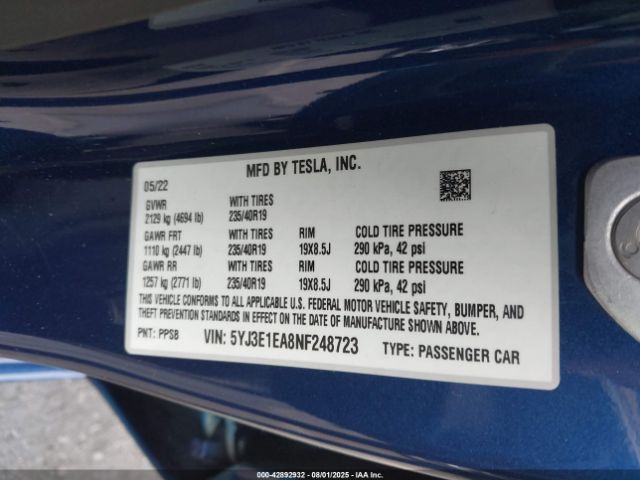 MFD BY TESLA, INC.
05/22
GVWR WITH TIRES
2129 kg (4694 lb) 235/40R19
GAWR FRT WITH TIRES RIM COLD TIRE PRESSURE
1110 kg (2447 lb) 235/40R19 19X8.5J 290 kPa, 42 psi
GAWR RR WITH TIRES RIM COLD TIRE PRESSURE
1257 kg (2771 lb) 235/40R19 19X8.5J 290 kPa, 42 psi
THIS VEHICLE CONFORMS TO ALL APPLICABLE U.S. FEDERAL MOTOR VEHICLE SAFETY, BUMPER, AND
THEFT PREVENTION STANDARDS IN EFFECT ON THE DATE OF MANUFACTURE SHOWN ABOVE.
PNT: PPSB VIN: 5YJ3E1EA8NF248723 TYPE: PASSENGER CAR
000-42892932 - 08/01/2025 - IAA Inc.